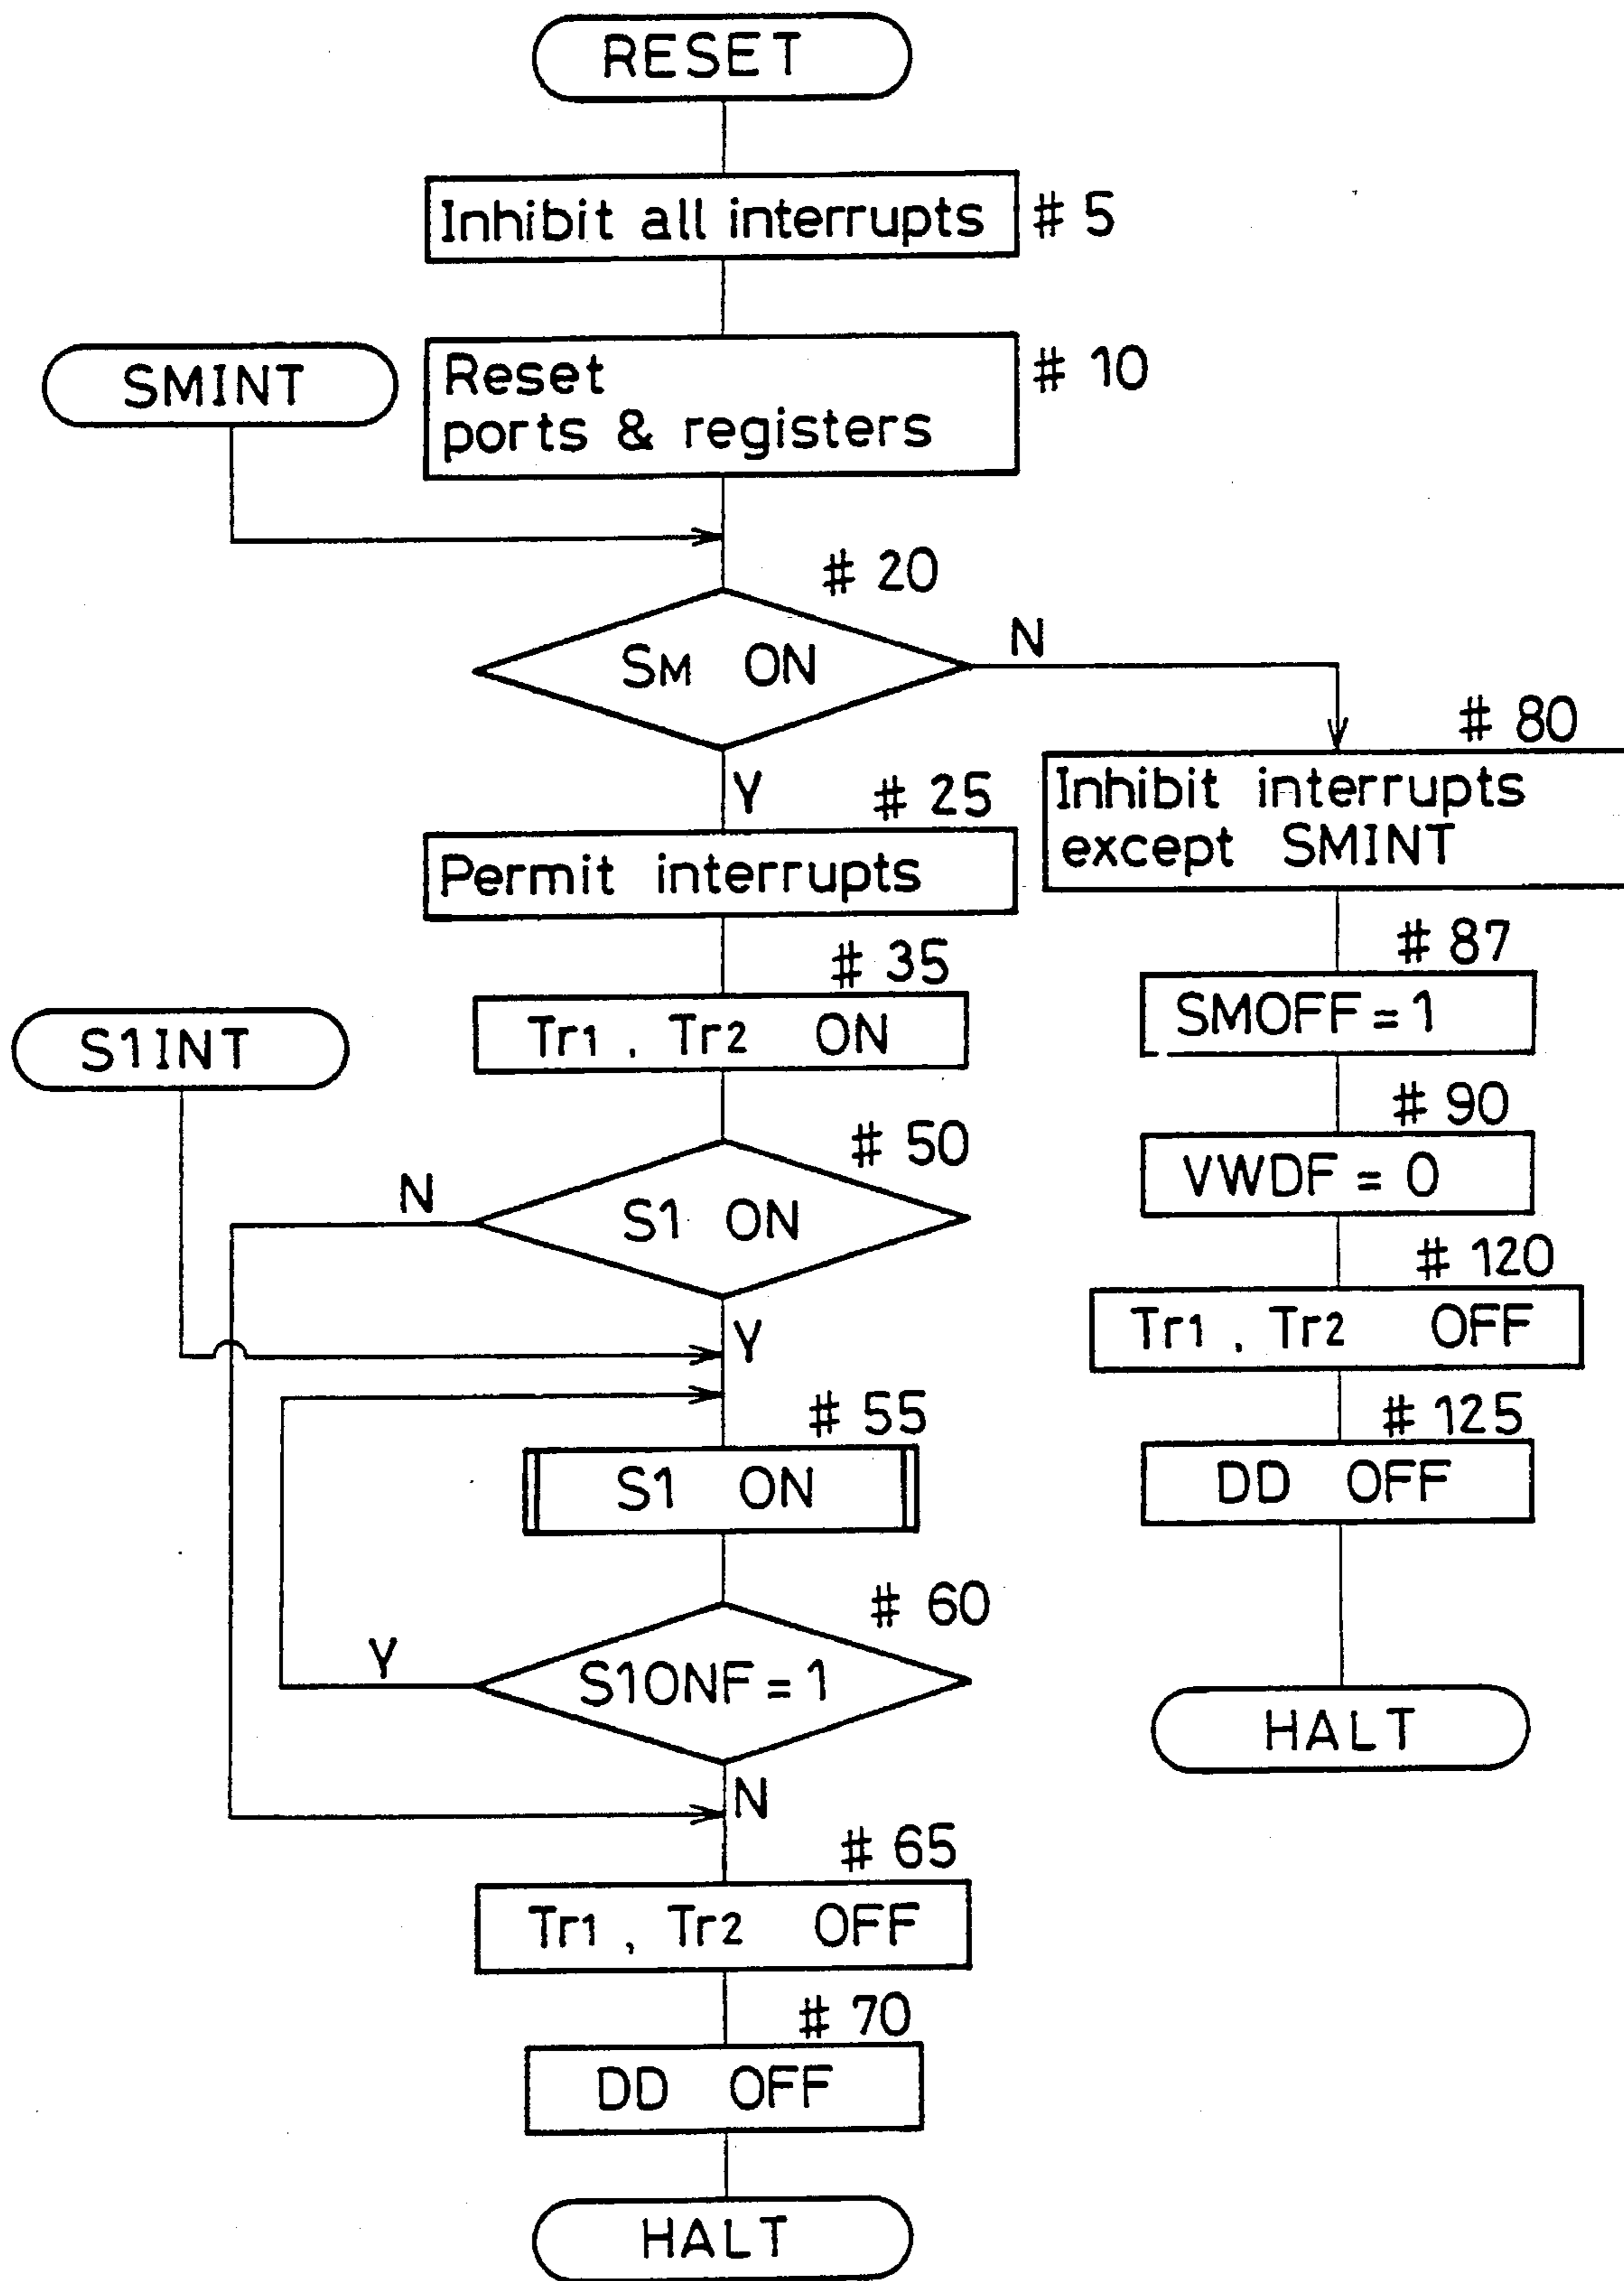 RESET
Inhibit all interrupts
# 5
SMINT
Reset
ports & registers
# 10
# 20
SM ON
N
Y
# 25
Permit interrupts
# 80
Inhibit interrupts
except SMINT
# 35
Tr1 , Tr2 ON
# 87
SMOFF = 1
S1INT
# 50
N
S1 ON
Y
# 90
VWDF = 0
# 120
Tr1 , Tr2 OFF
# 55
S1 ON
# 125
DD OFF
# 60
Y
S1ONF = 1
N
HALT
# 65
Tr1 , Tr2 OFF
# 70
DD OFF
HALT